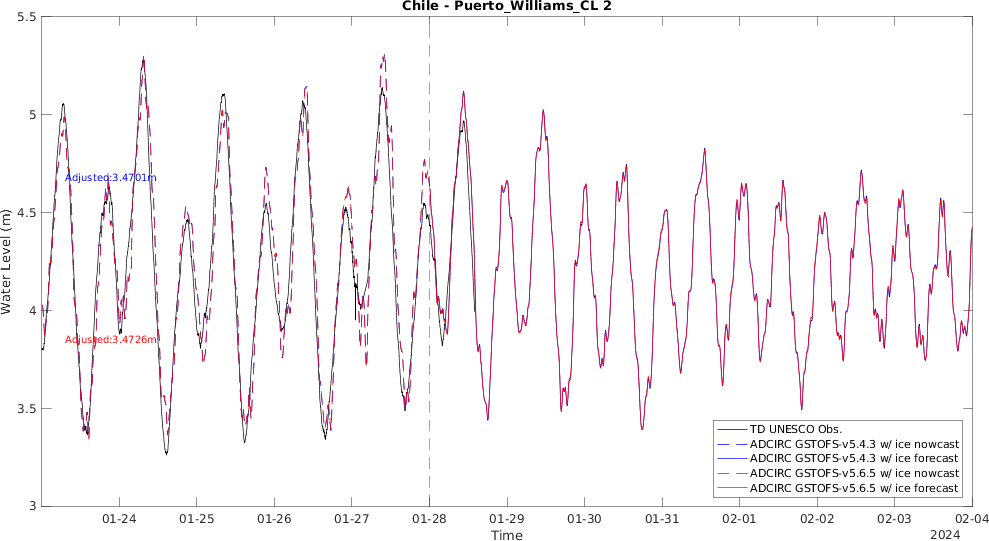 Chile - Puerto_Williams_CL 2
5.5
5
4.5
4
3.5
3
Water Level (m)
Adjusted:3.4701m
Adjusted:3.4726m
TD UNESCO Obs.
ADCIRC GSTOFS-v5.4.3 w/ ice nowcast
ADCIRC GSTOFS-v5.4.3 w/ ice forecast
ADCIRC GSTOFS-v5.6.5 w/ ice nowcast
ADCIRC GSTOFS-v5.6.5 w/ ice forecast
01-24 01-25 01-26 01-27 01-28 01-29 01-30 01-31 02-01 02-02 02-03 02-04
Time
2024